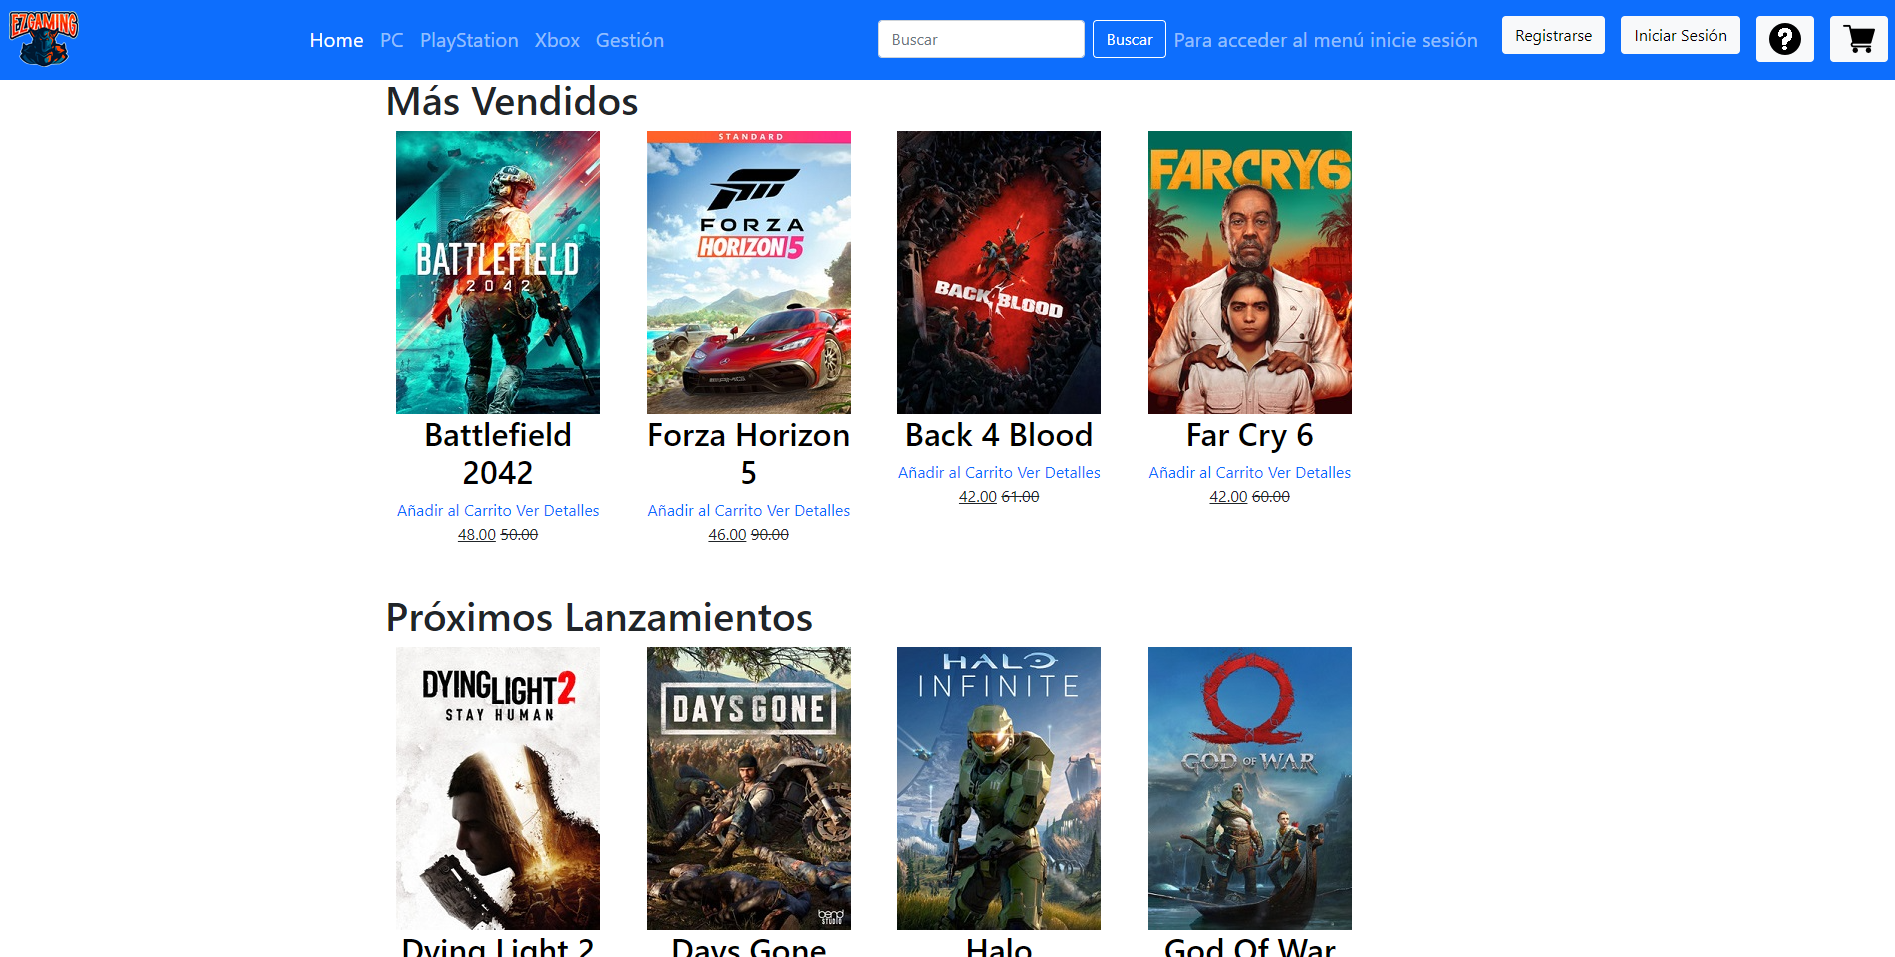 EZGAMING
Home PC PlayStation Xbox Gestión Buscar Buscar Para acceder al menú inicie sesión Registrarse Iniciar Sesión ?
Más Vendidos
BATTLEFIELD
2042
STANDARD
FORZA
HORIZON 5
BACK 4 BLOOD
FARCRY6
Battlefield
2042
Añadir al Carrito Ver Detalles
48.00 50.00
Forza Horizon
5
Añadir al Carrito Ver Detalles
46.00 90.00
Back 4 Blood
Añadir al Carrito Ver Detalles
42.00 61.00
Far Cry 6
Añadir al Carrito Ver Detalles
42.00 60.00
Próximos Lanzamientos
DYING LIGHT 2
STAY HUMAN
DAYS GONE
bend
STUDIO
HALO
INFINITE
GOD OF WAR
Dying Light 2
Days Gone
Halo
God Of War